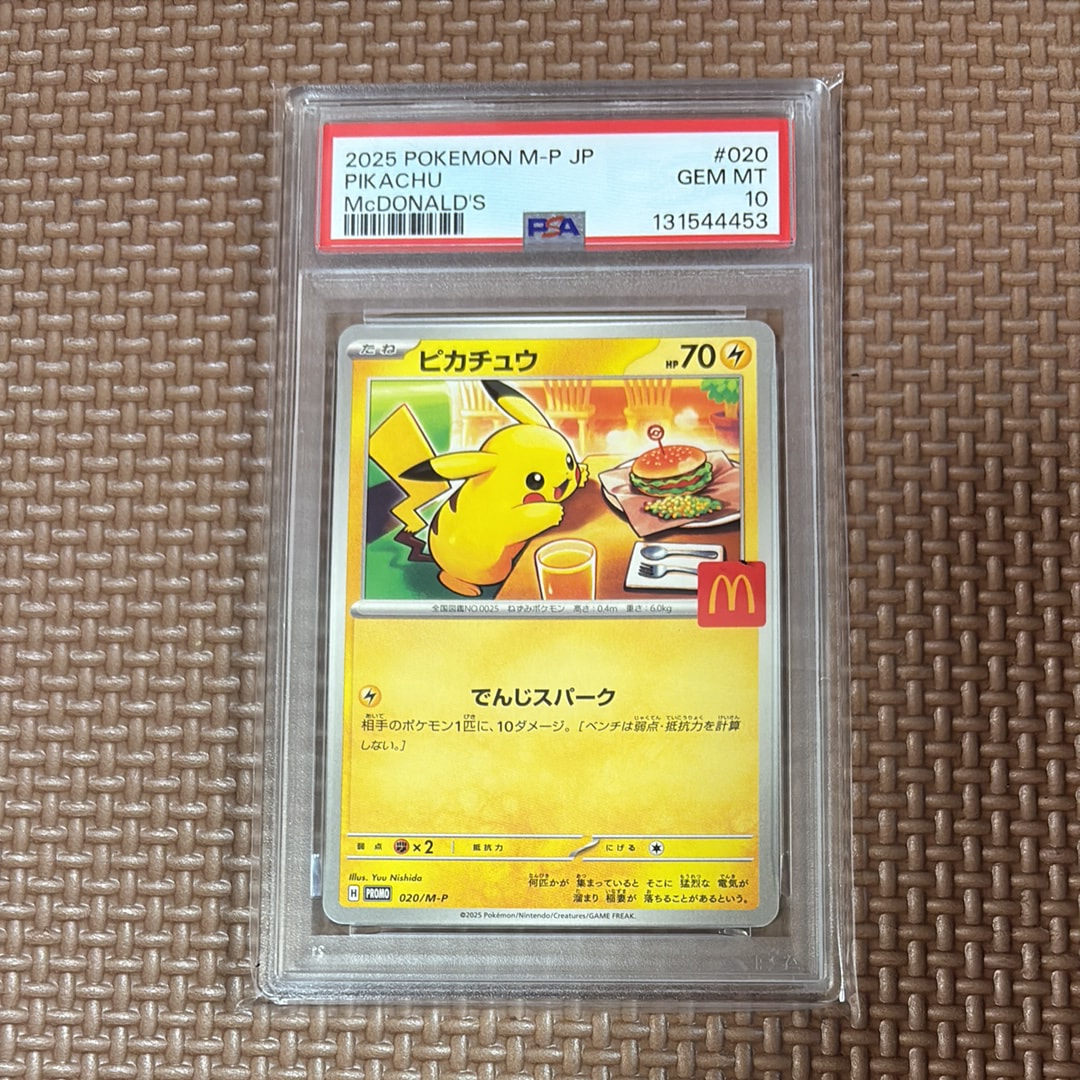 2025 POKEMON M-P JP #020
PIKACHU GEM MT
McDONALD'S 10
131544453
PSA
たね ピカチュウ HP 70
M
全国図鑑NO.0025 ねずみポケモン 高さ:0.4m 重さ:6.0kg
でんじスパーク
相手のポケモン1匹に、10ダメージ。[ベンチは弱点・抵抗力を計算
しない。]
弱点 ×2 抵抗力 にげる
Illus. Yuu Nishida
何匹かが 集まっていると そこに 猛烈な 電気が
溜まり 稲妻が 落ちることがあるという。
H PROMO 020/M-P
©2025 Pokémon/Nintendo/Creatures/GAME FREAK.